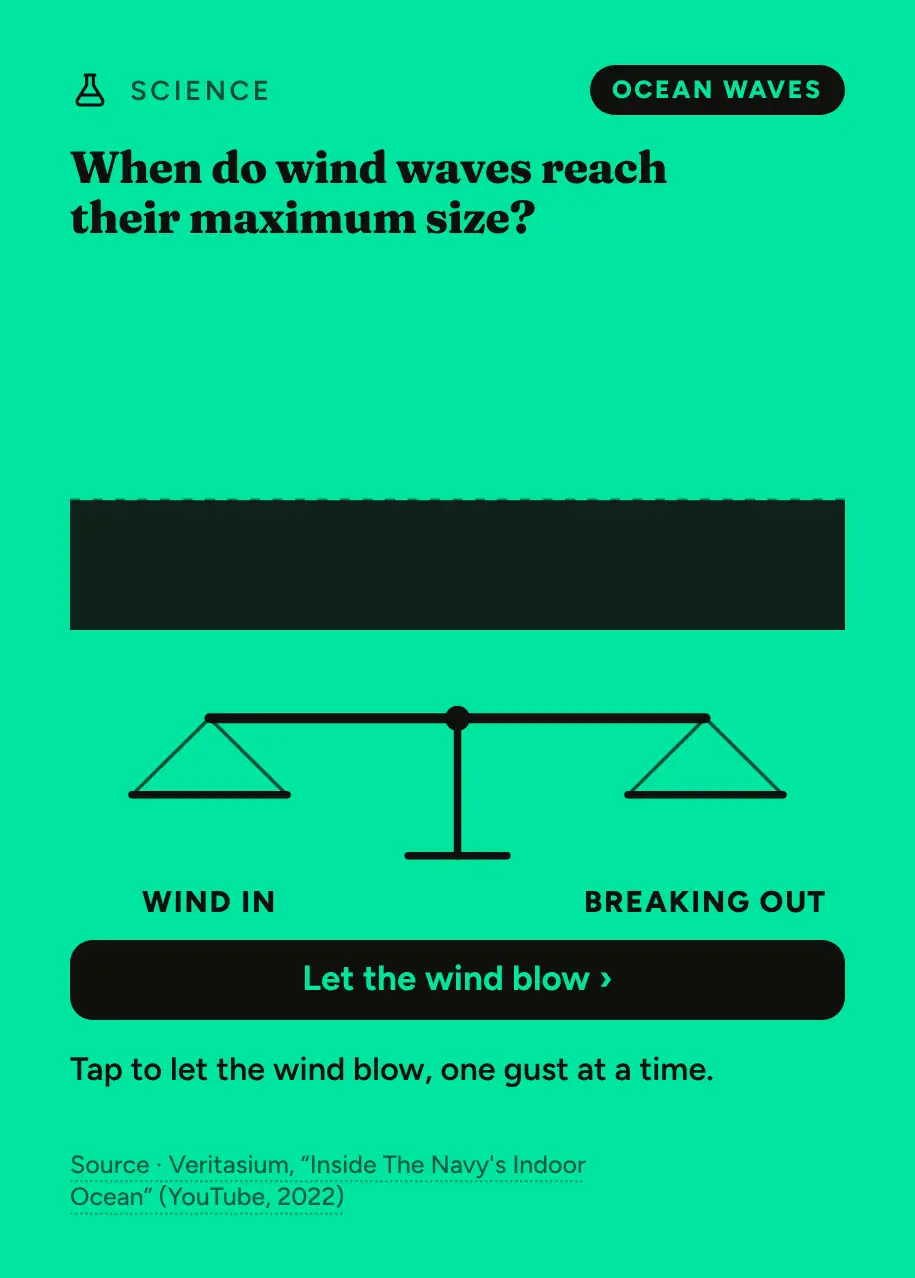 SCIENCE
OCEAN WAVES
When do wind waves reach
their maximum size?
WIND IN
BREAKING OUT
Let the wind blow ›
Tap to let the wind blow, one gust at a time.
Source · Veritasium, “Inside The Navy's Indoor
Ocean” (YouTube, 2022)